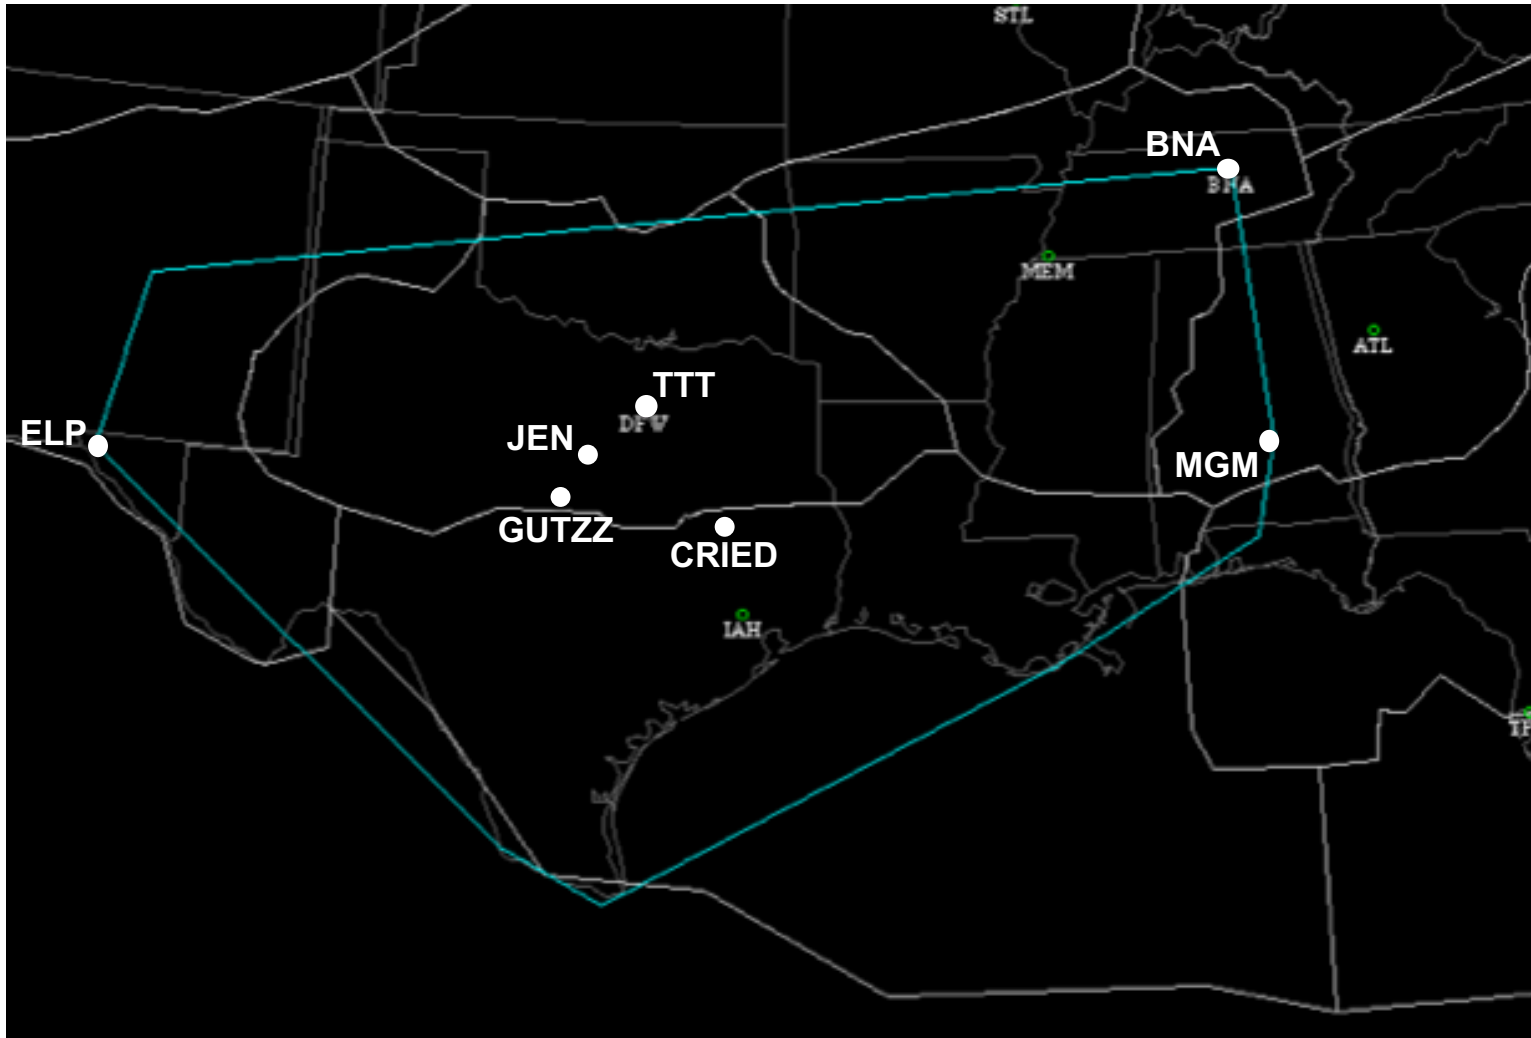 STL
BNA
BNA
MEM
ATL
TTT
DFW
ELP
JEN
MGM
GUTZZ
CRIED
IAH